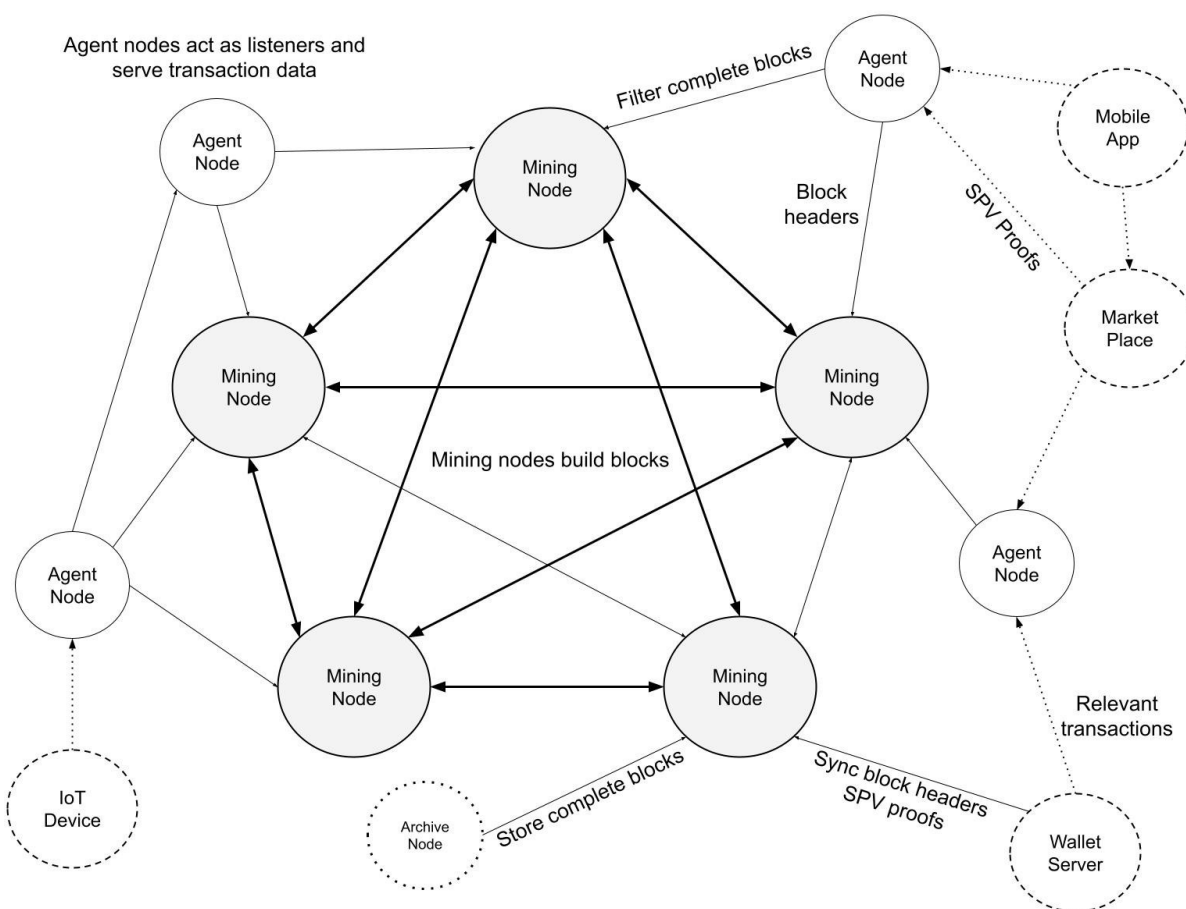 Agent nodes act as listeners and
serve transaction data
Agent
Node
Filter complete blocks
Agent
Node
Mobile
App
Mining
Node
Block
headers
SPV Proofs
Market
Place
Mining
Node
Mining
Node
Mining nodes build blocks
Agent
Node
Agent
Node
Mining
Node
Mining
Node
Relevant
transactions
IoT
Device
Archive
Node
Store complete blocks
Sync block headers
SPV proofs
Wallet
Server